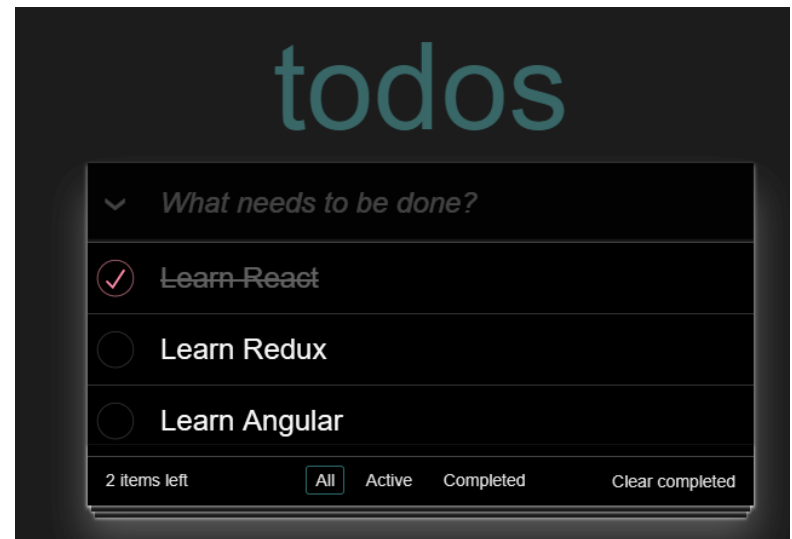 todos
What needs to be done?
Learn React
Learn Redux
Learn Angular
2 items left All Active Completed Clear completed